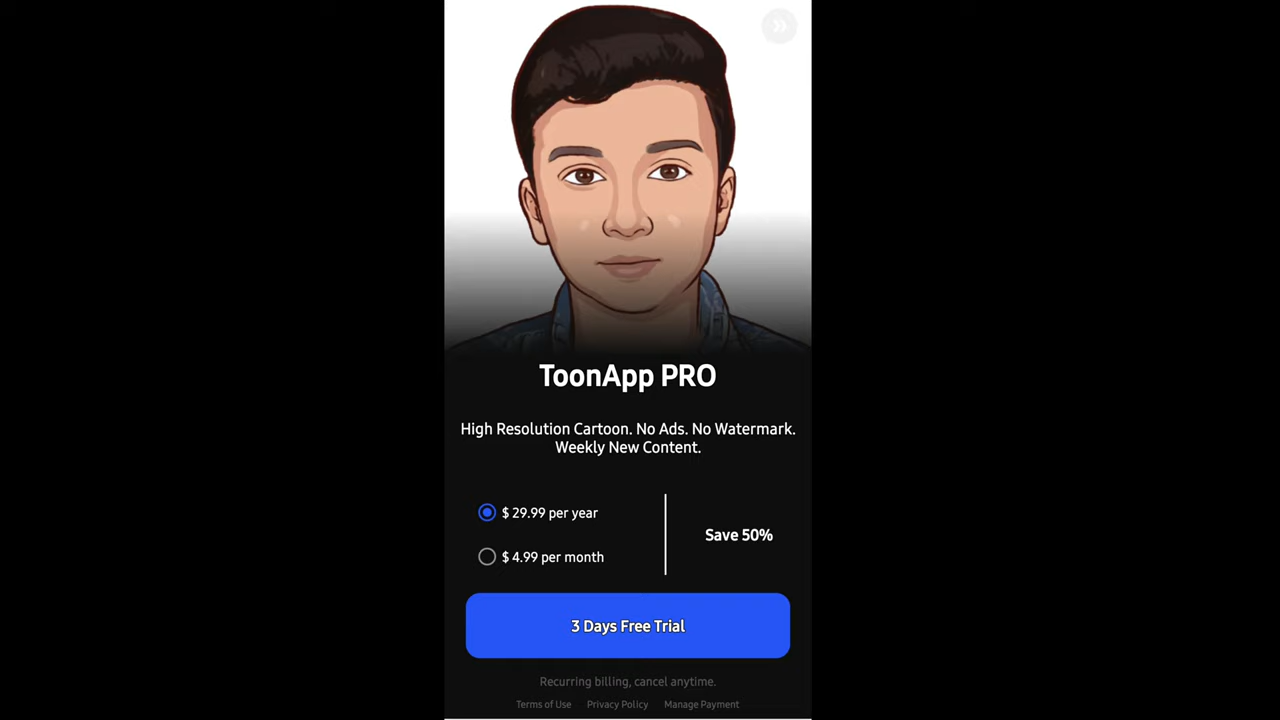 ToonApp PRO
High Resolution Cartoon. No Ads. No Watermark.
Weekly New Content.
$ 29.99 per year
$ 4.99 per month
Save 50%
3 Days Free Trial
Recurring billing, cancel anytime.
Terms of Use Privacy Policy Manage Payment